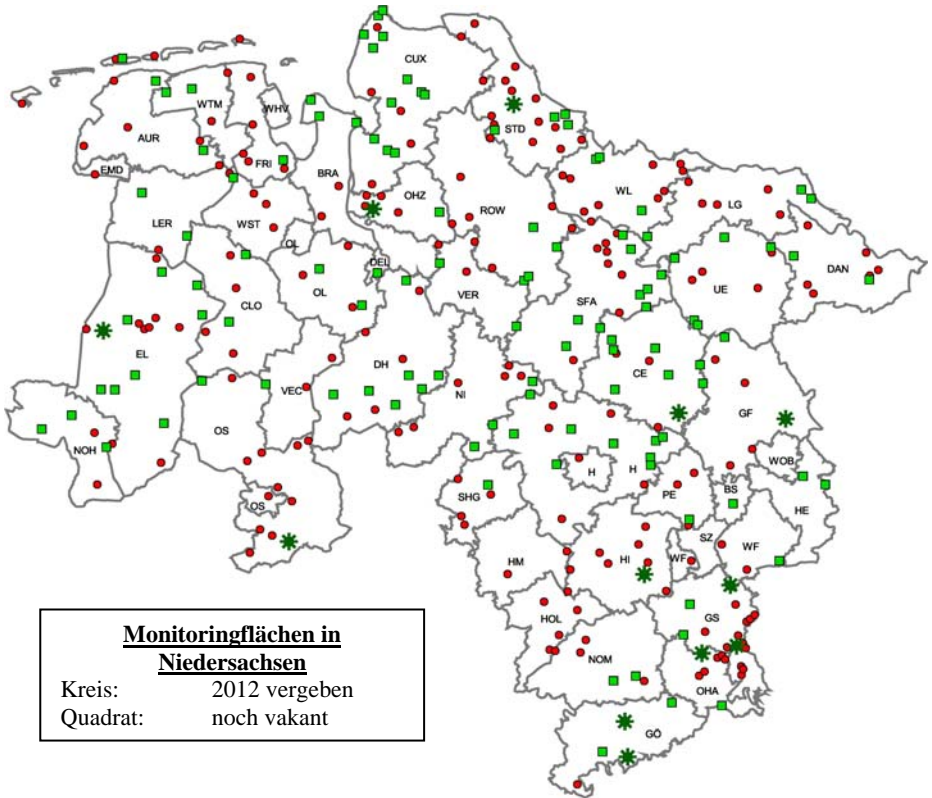 CUX
STD
WTM
WHV
AUR
FRI
EMD
BRA
OHZ
WL
LG
ROW
LER
WST
OL
DEL
UE
DAN
OL
VER
CLO
SFA
EL
DH
CE
VEC
NI
GF
OS
NOH
H
H
WOB
SHG
PE
BS
HE
OS
SZ
WF
WF
HI
HM
HOL
GS
NOM
OHA
GÖ
Monitoringflächen in
Niedersachsen
Kreis: 2012 vergeben
Quadrat: noch vakant